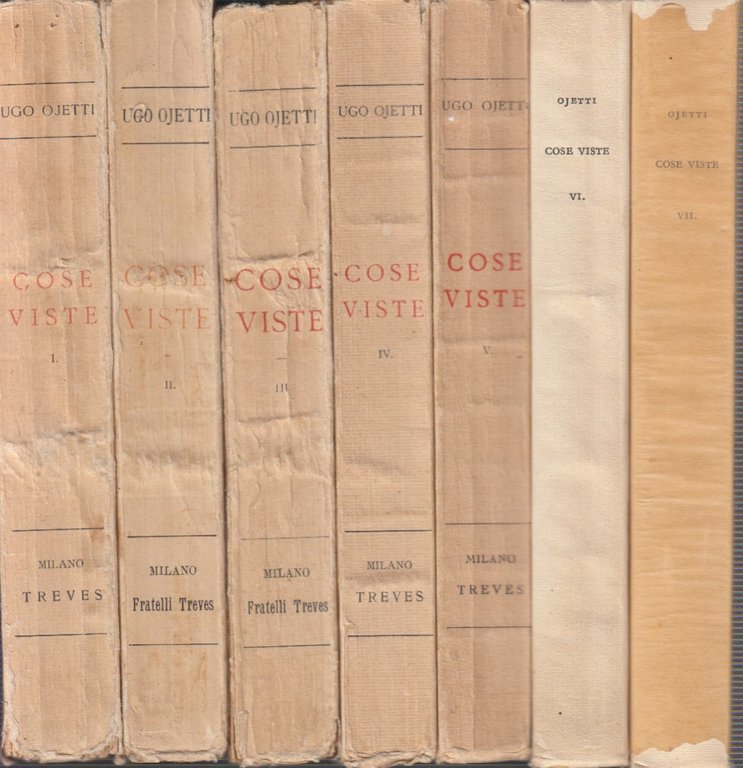 UGO OJETTI
COSE
VISTE
I.
MILANO
TREVES
UGO OJETTI
COSE
VISTE
II.
MILANO
Fratelli Treves
UGO OJETTI
COSE
VISTE
III
MILANO
Fratelli Treves
UGO OJETTI
COSE
VISTE
IV.
MILANO
TREVES
UGO OJETTI
COSE
VISTE
V.
MILANO
TREVES
OJETTI
COSE VISTE
VI.
OJETTI
COSE VISTE
VII.